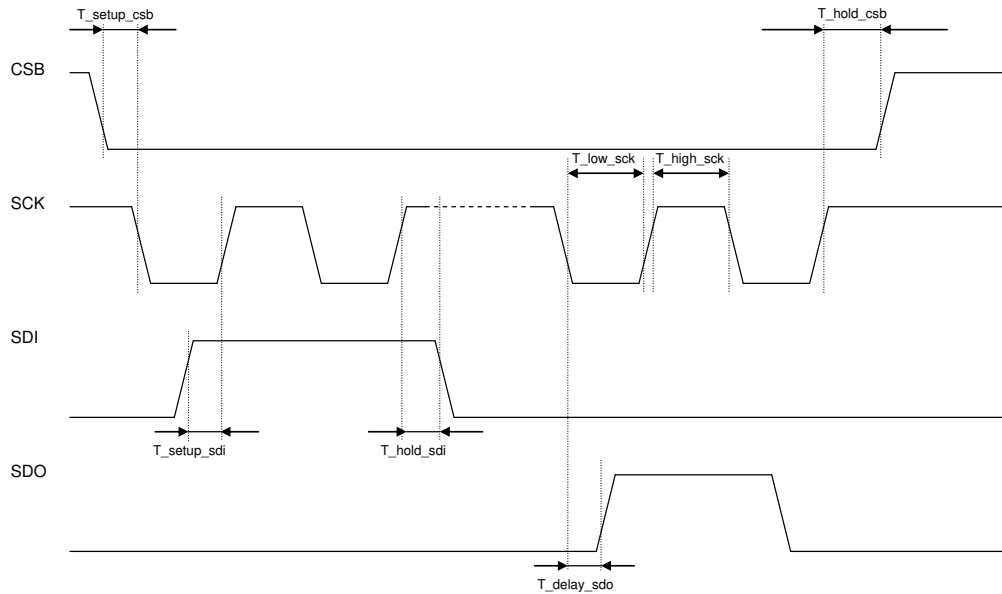 T_setup_csb
T_hold_csb
CSB
T_low_sck
T_high_sck
SCK
SDI
T_setup_sdi
T_hold_sdi
SDO
T_delay_sdo